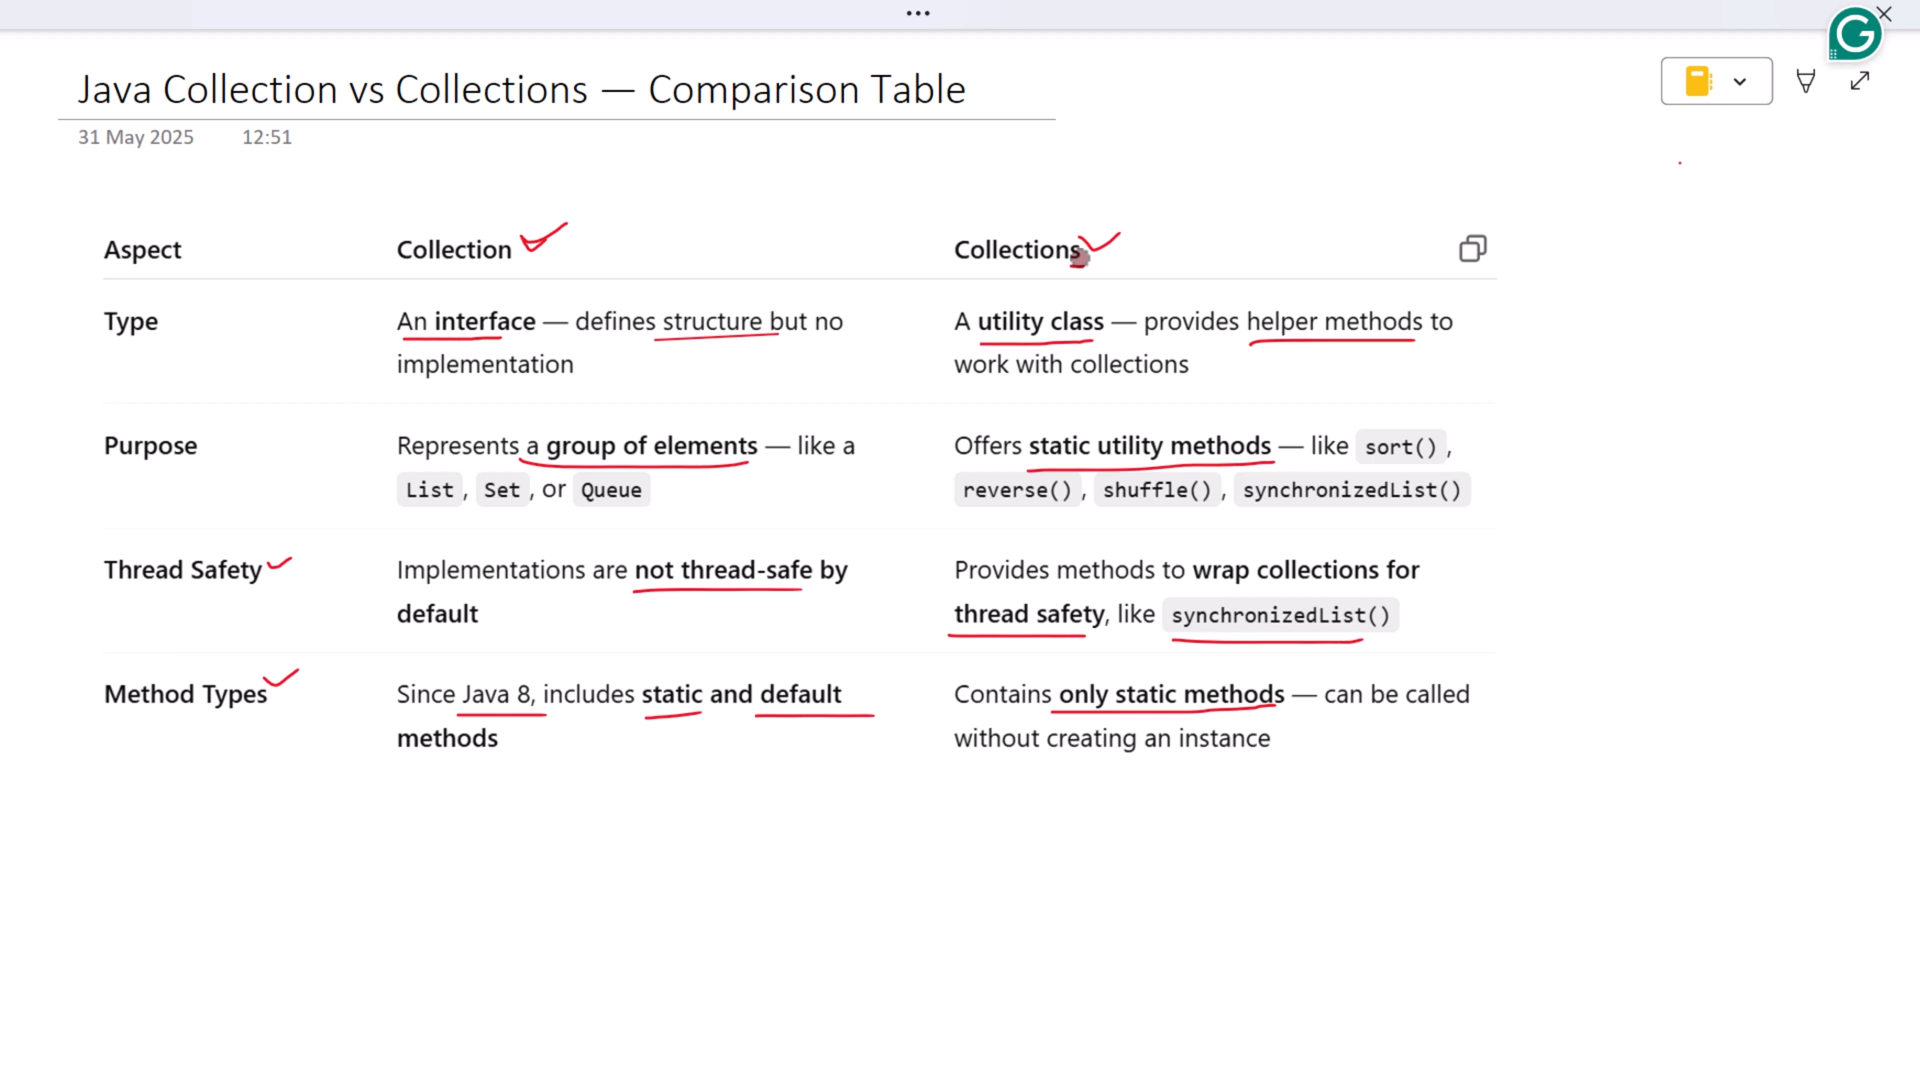 Java Collection vs Collections — Comparison Table
31 May 2025 12:51
Aspect Collection Collections
Type An interface — defines structure but no A utility class — provides helper methods to
implementation work with collections
Purpose Represents a group of elements — like a Offers static utility methods — like sort() ,
List , Set , or Queue reverse() , shuffle() , synchronizedList()
Thread Safety Implementations are not thread-safe by Provides methods to wrap collections for
default thread safety, like synchronizedList()
Method Types Since Java 8, includes static and default Contains only static methods — can be called
methods without creating an instance